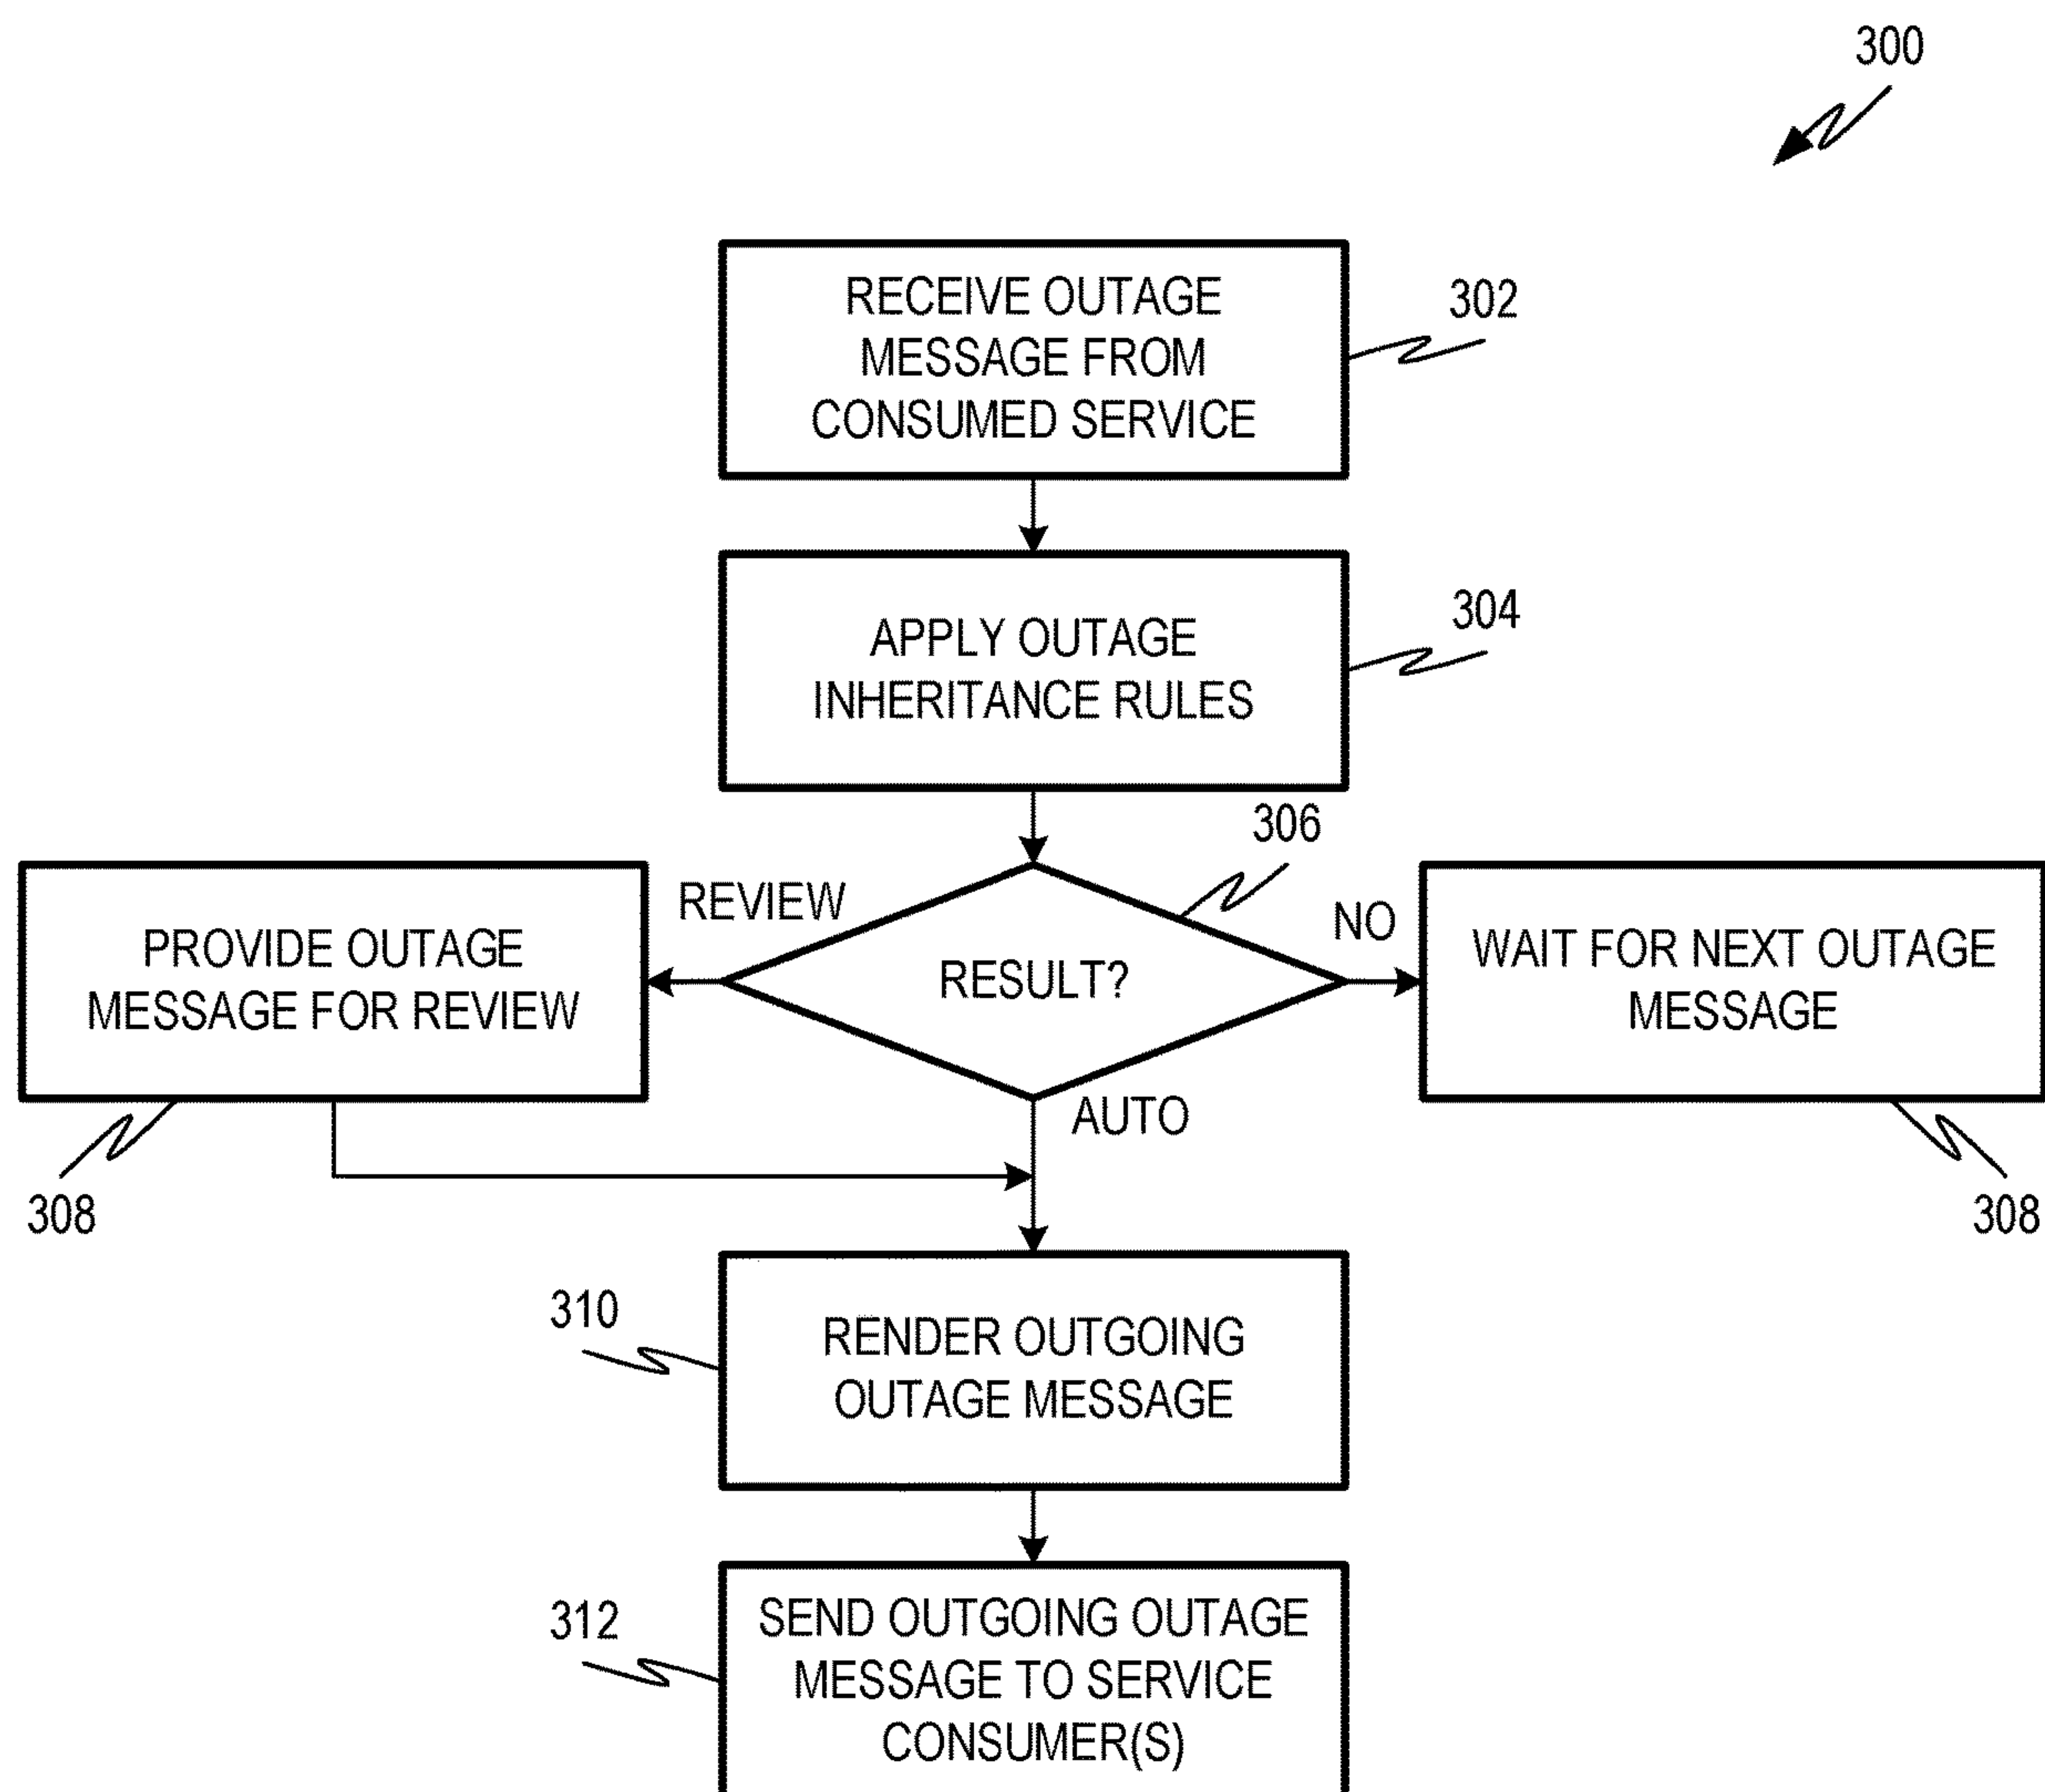 300
RECEIVE OUTAGE
MESSAGE FROM
CONSUMED SERVICE
302
APPLY OUTAGE
INHERITANCE RULES
304
306
REVIEW
NO
PROVIDE OUTAGE
MESSAGE FOR REVIEW
RESULT?
WAIT FOR NEXT OUTAGE
MESSAGE
AUTO
308
308
310
RENDER OUTGOING
OUTAGE MESSAGE
312
SEND OUTGOING OUTAGE
MESSAGE TO SERVICE
CONSUMER(S)